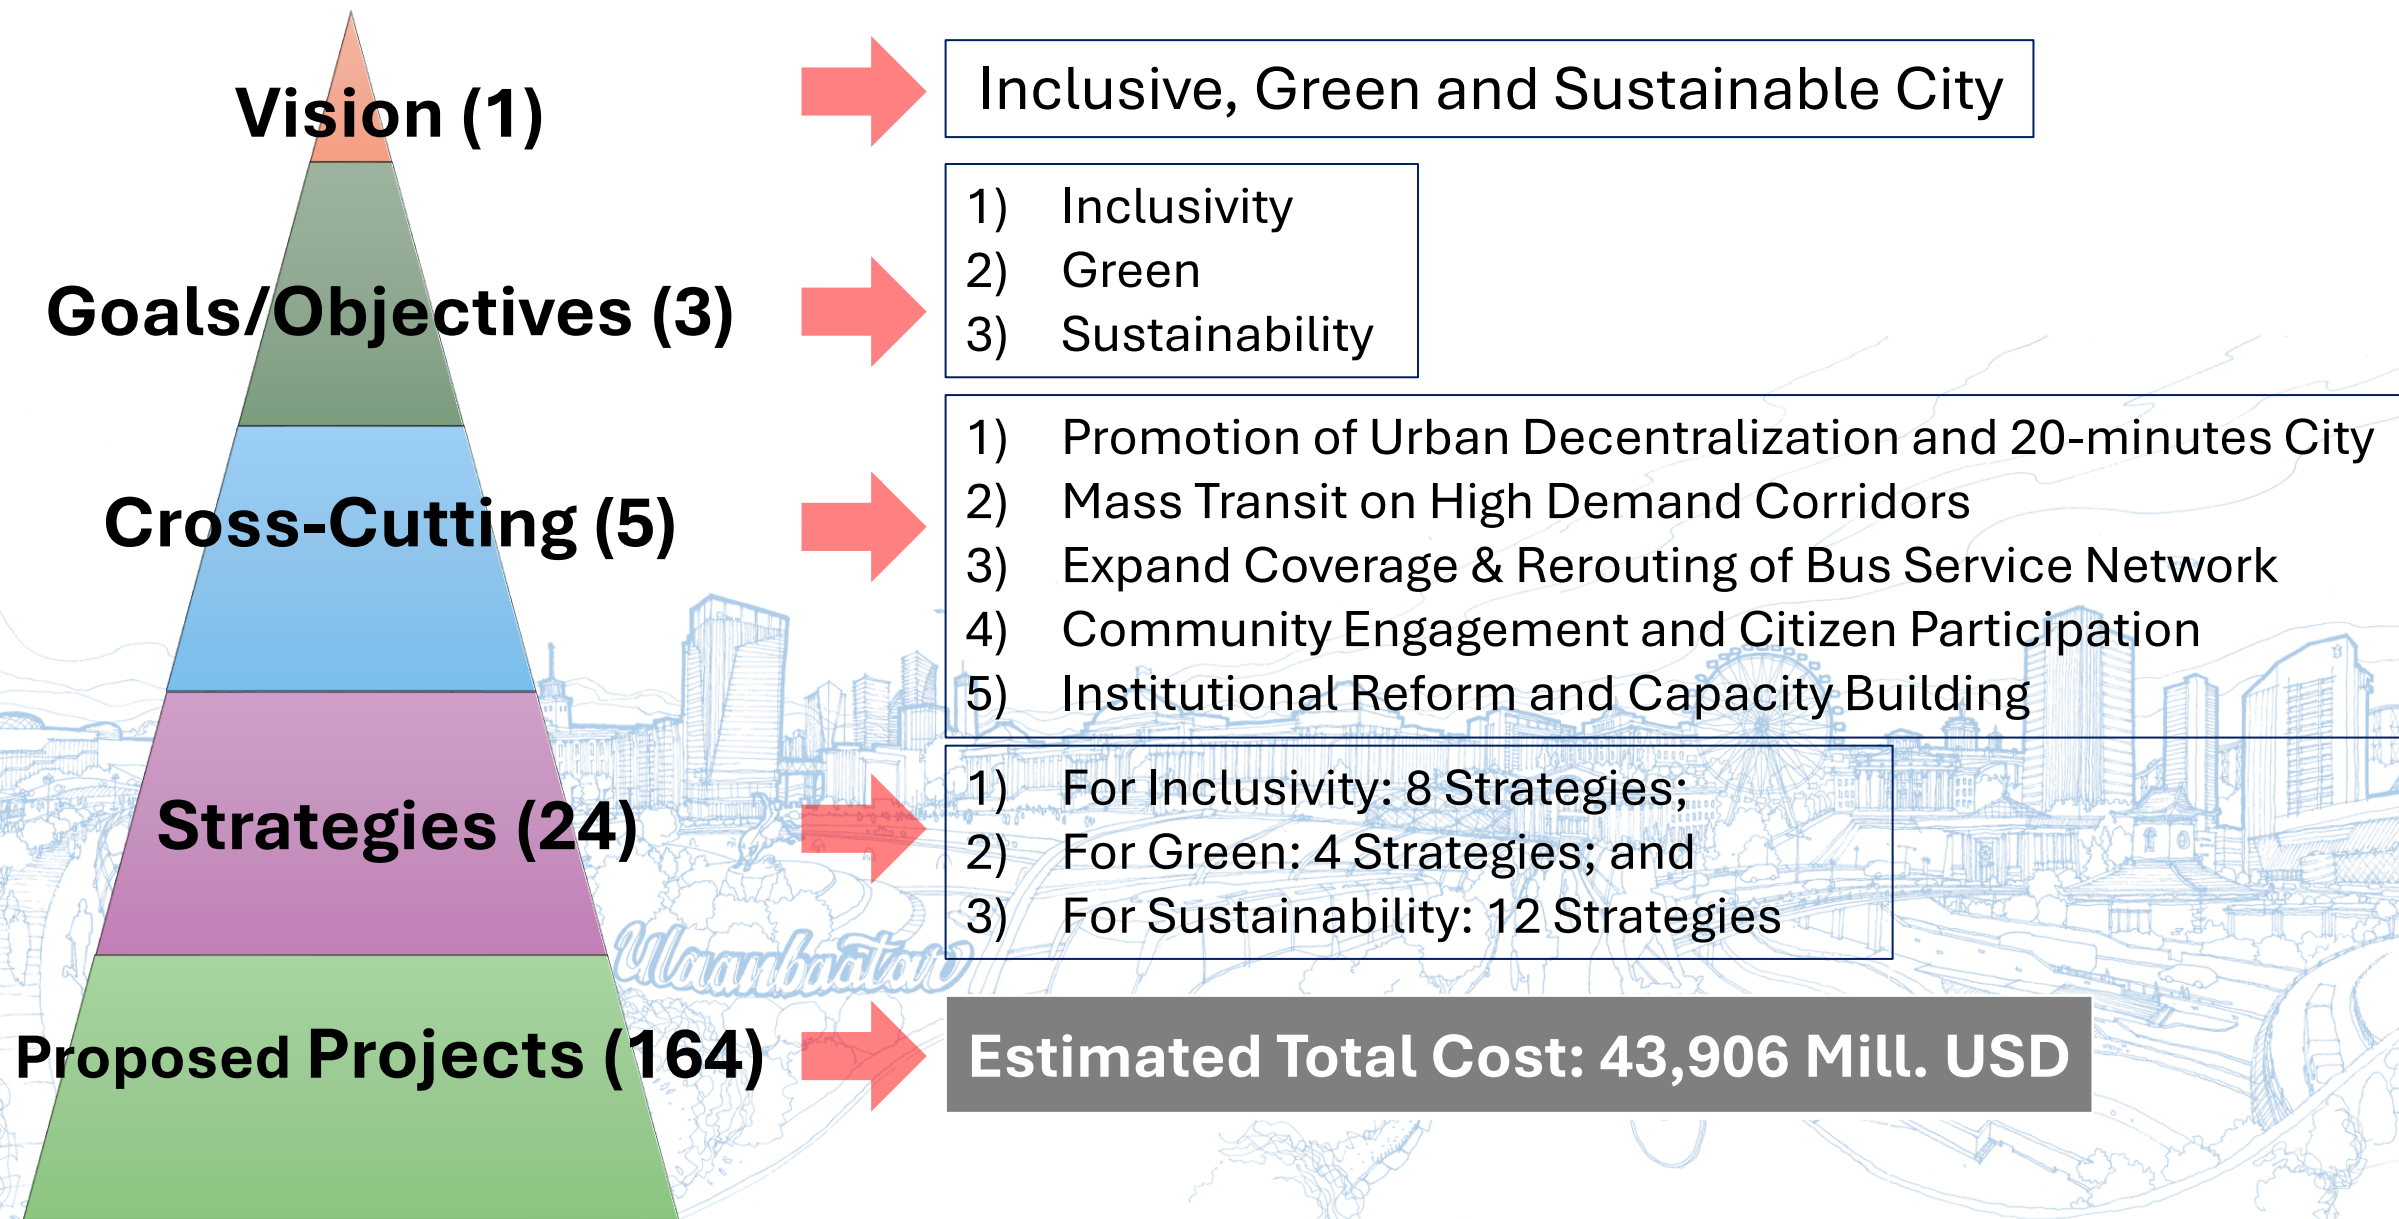 Vision (1)
Inclusive, Green and Sustainable City
Goals/Objectives (3)
1) Inclusivity
2) Green
3) Sustainability
Cross-Cutting (5)
1) Promotion of Urban Decentralization and 20-minutes City
2) Mass Transit on High Demand Corridors
3) Expand Coverage & Rerouting of Bus Service Network
4) Community Engagement and Citizen Participation
5) Institutional Reform and Capacity Building
Strategies (24)
1) For Inclusivity: 8 Strategies;
2) For Green: 4 Strategies; and
3) For Sustainability: 12 Strategies
Ulaanbaatar
Proposed Projects (164)
Estimated Total Cost: 43,906 Mill. USD